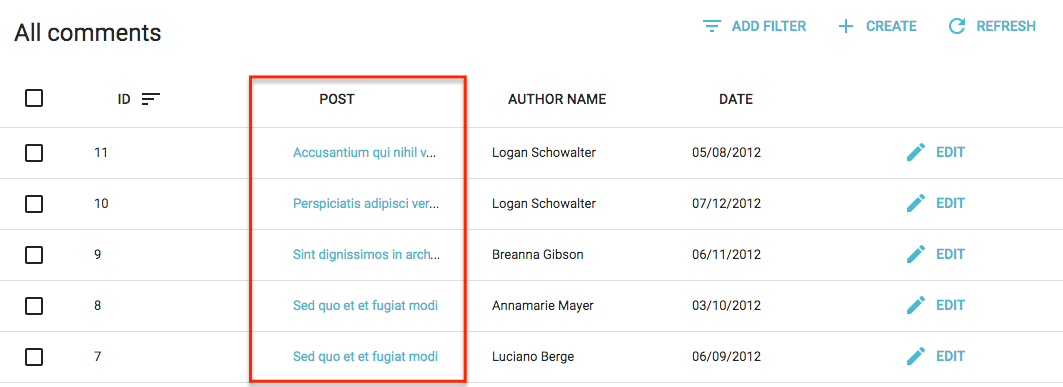 All comments ADD FILTER CREATE REFRESH
ID POST AUTHOR NAME DATE
11 Accusantium qui nihil v... Logan Schowalter 05/08/2012 EDIT
10 Perspiciatis adipisci ver... Logan Schowalter 07/12/2012 EDIT
9 Sint dignissimos in arch... Breanna Gibson 06/11/2012 EDIT
8 Sed quo et et fugiat modi Annamarie Mayer 03/10/2012 EDIT
7 Sed quo et et fugiat modi Luciano Berge 06/09/2012 EDIT